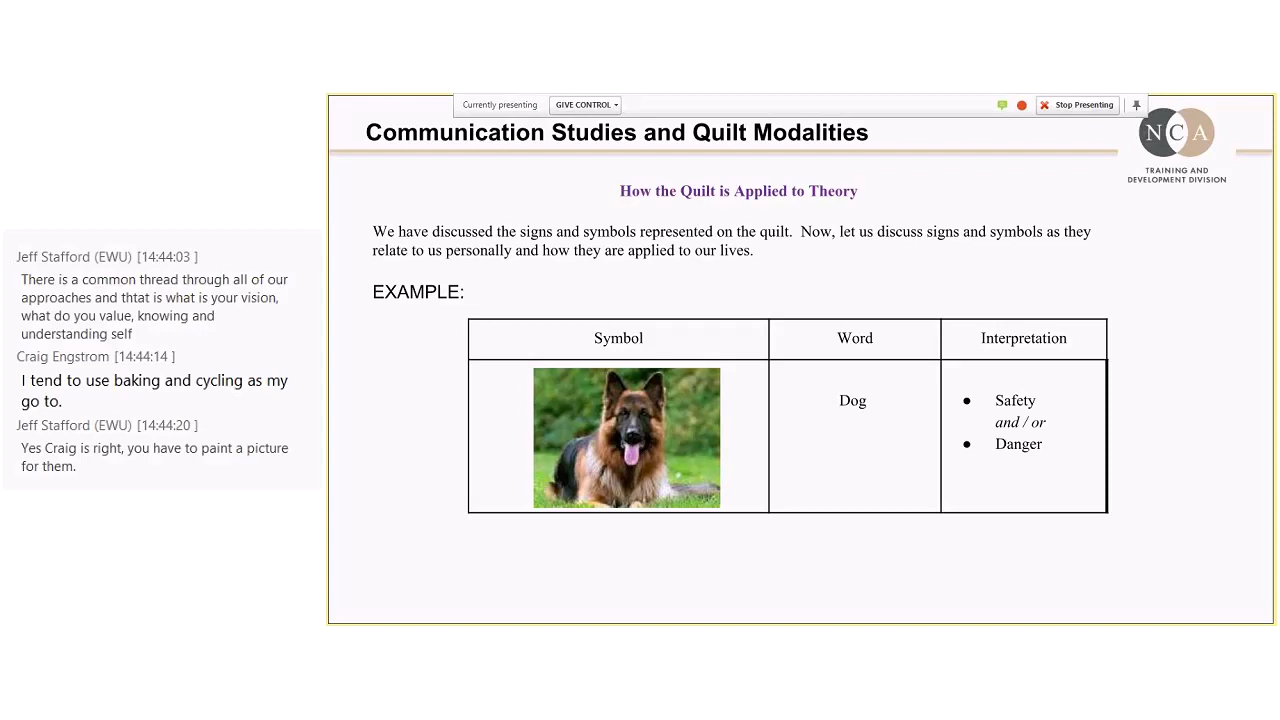 Jeff Stafford (EWU) [14:44:03 ]
There is a common thread through all of our
approaches and thtat is what is your vision,
what do you value, knowing and
understanding self
Craig Engstrom [14:44:14 ]
I tend to use baking and cycling as my
go to.
Jeff Stafford (EWU) [14:44:20 ]
Yes Craig is right, you have to paint a picture
for them.
Currently presenting
GIVE CONTROL
Stop Presenting
Communication Studies and Quilt Modalities
NCA
TRAINING AND
DEVELOPMENT DIVISION
How the Quilt is Applied to Theory
We have discussed the signs and symbols represented on the quilt. Now, let us discuss signs and symbols as they
relate to us personally and how they are applied to our lives.
EXAMPLE:
Symbol Word Interpretation
Dog
● Safety
and / or
● Danger